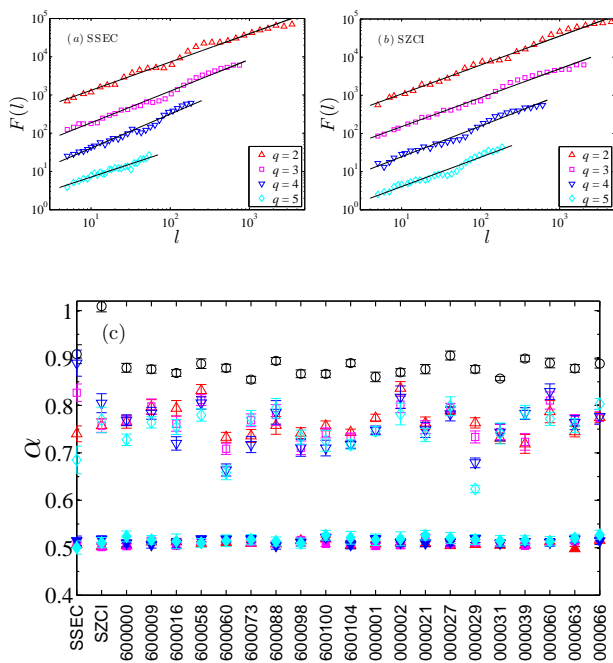 (a) SSEC
F(l)
10^5
10^4
10^3
10^2
10^1
10^0
10^1
10^2
10^3
l
q = 2
q = 3
q = 4
q = 5
(b) SZCI
F(l)
10^5
10^4
10^3
10^2
10^1
10^0
10^1
10^2
10^3
l
q = 2
q = 3
q = 4
q = 5
(c)
α
1
0.9
0.8
0.7
0.6
0.5
0.4
SSEC
SZCI
600000
600009
600016
600058
600060
600073
600088
600098
600100
600104
000001
000002
000021
000027
000029
000031
000039
000060
000063
000066